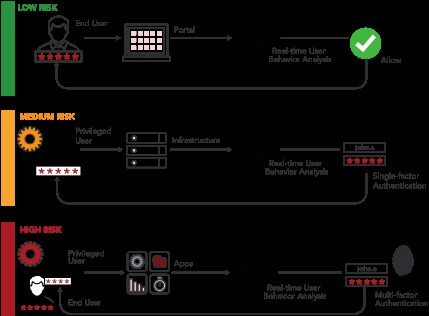 LOW RISK
End User
Portal
*****
Real-time User
Behavior Analysis
Allow
MEDIUM RISK
Privileged
User
Infrastructure
*****
Real-time User
Behavior Analysis
*****
Single-factor
Authentication
HIGH RISK
Privileged
User
Apps
****
*****
End User
Real-time User
Behavior Analysis
*****
Multi-factor
Authentication